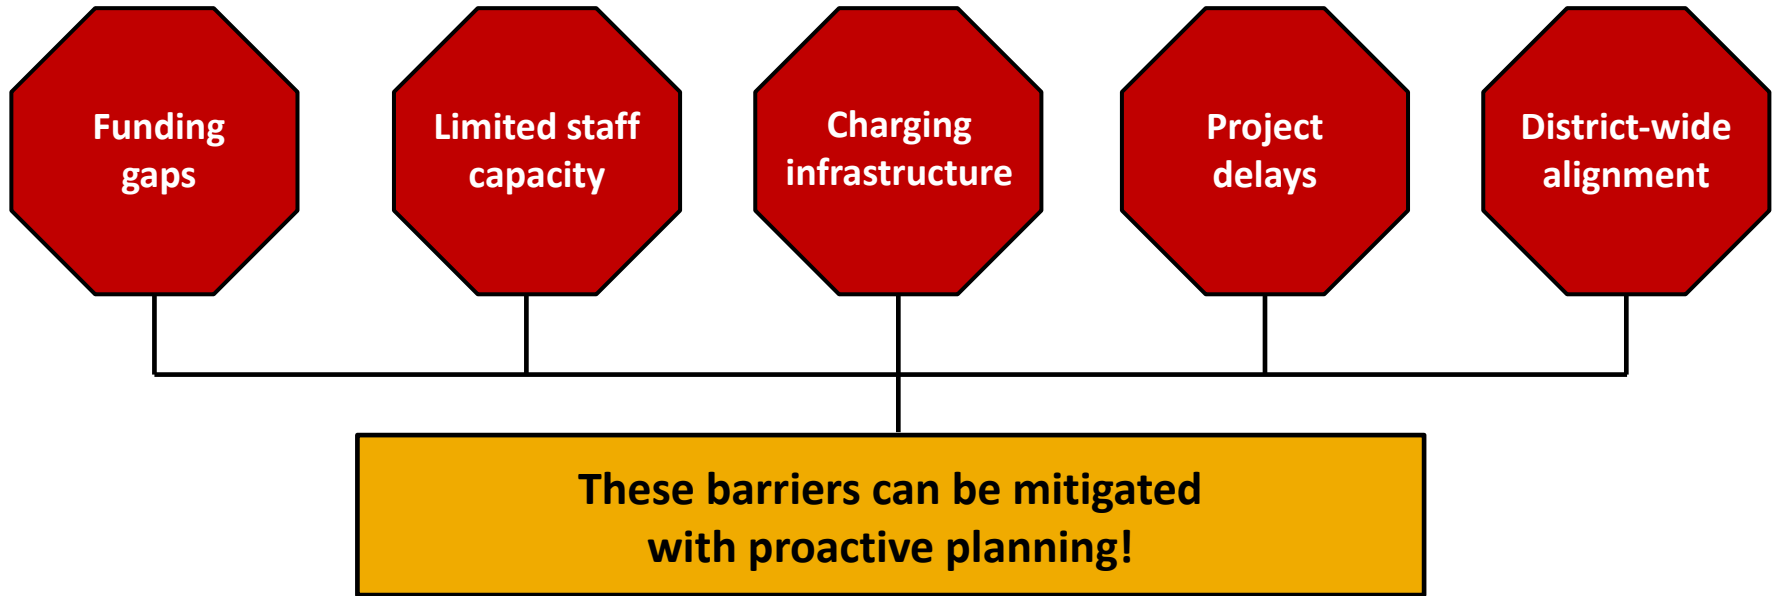 Funding
gaps
Limited staff
capacity
Charging
infrastructure
Project
delays
District-wide
alignment
These barriers can be mitigated
with proactive planning!